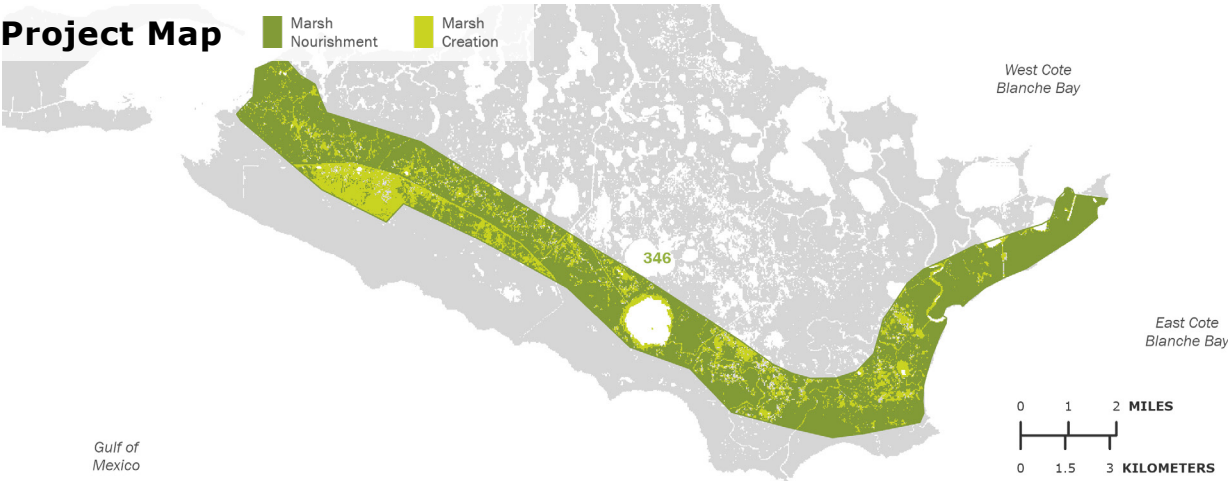 Project Map
Marsh
Nourishment
Marsh
Creation
West Cote
Blanche Bay
346
East Cote
Blanche Bay
Gulf of
Mexico
0 1 2 MILES
0 1.5 3 KILOMETERS